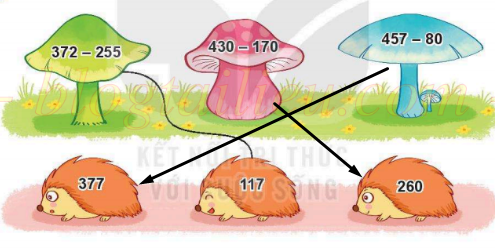 372 – 255
430 – 170
457 – 80
KẾT NỐI TRI THỨC
VỚI CUỘC SỐNG
377
117
260